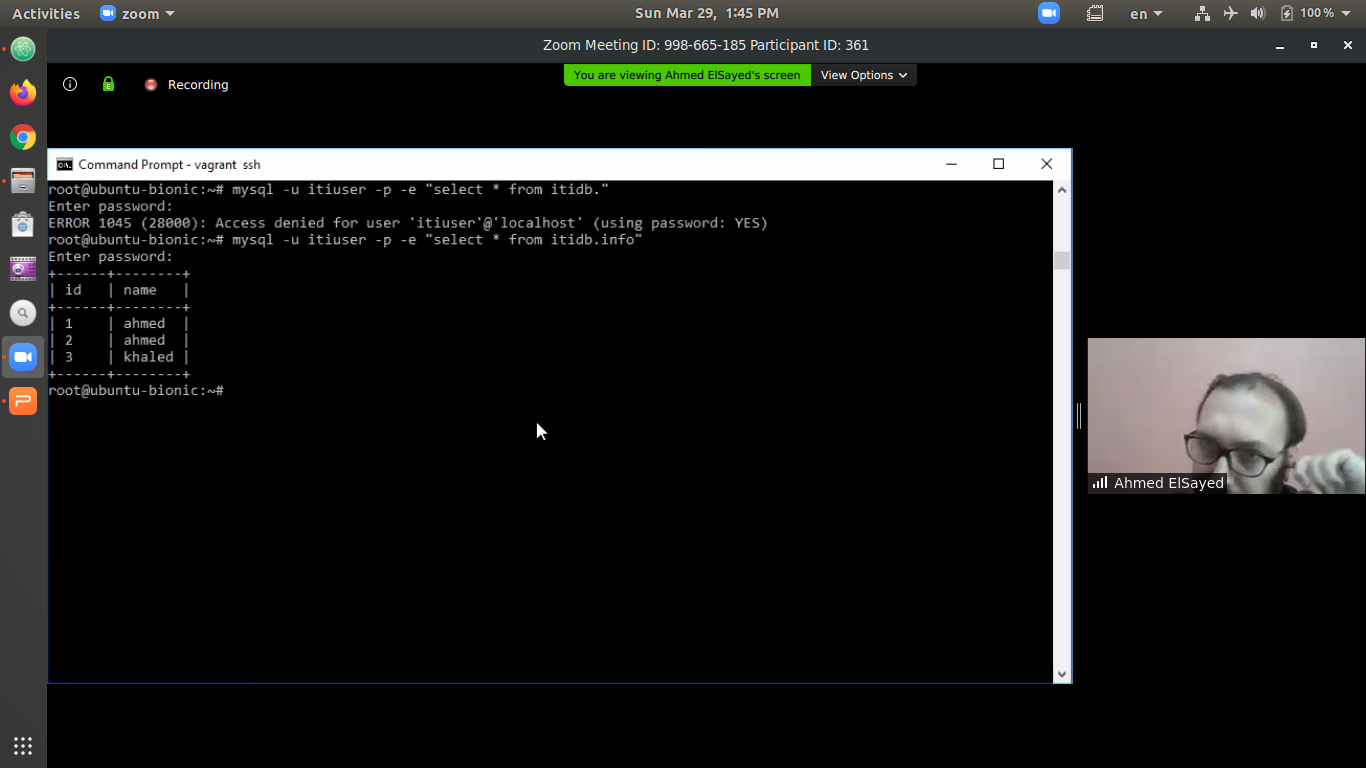 Activities
zoom
Sun Mar 29, 1:45 PM
en
100 %
Zoom Meeting ID: 998-665-185 Participant ID: 361
Recording
You are viewing Ahmed ElSayed's screen
View Options
Command Prompt - vagrant ssh
root@ubuntu-bionic:~# mysql -u itiuser -p -e "select * from itidb."
Enter password:
ERROR 1045 (28000): Access denied for user 'itiuser'@'localhost' (using password: YES)
root@ubuntu-bionic:~# mysql -u itiuser -p -e "select * from itidb.info"
Enter password:
+------+--------+
| id   | name   |
+------+--------+
| 1    | ahmed  |
| 2    | ahmed  |
| 3    | khaled |
+------+--------+
root@ubuntu-bionic:~#
Ahmed ElSayed